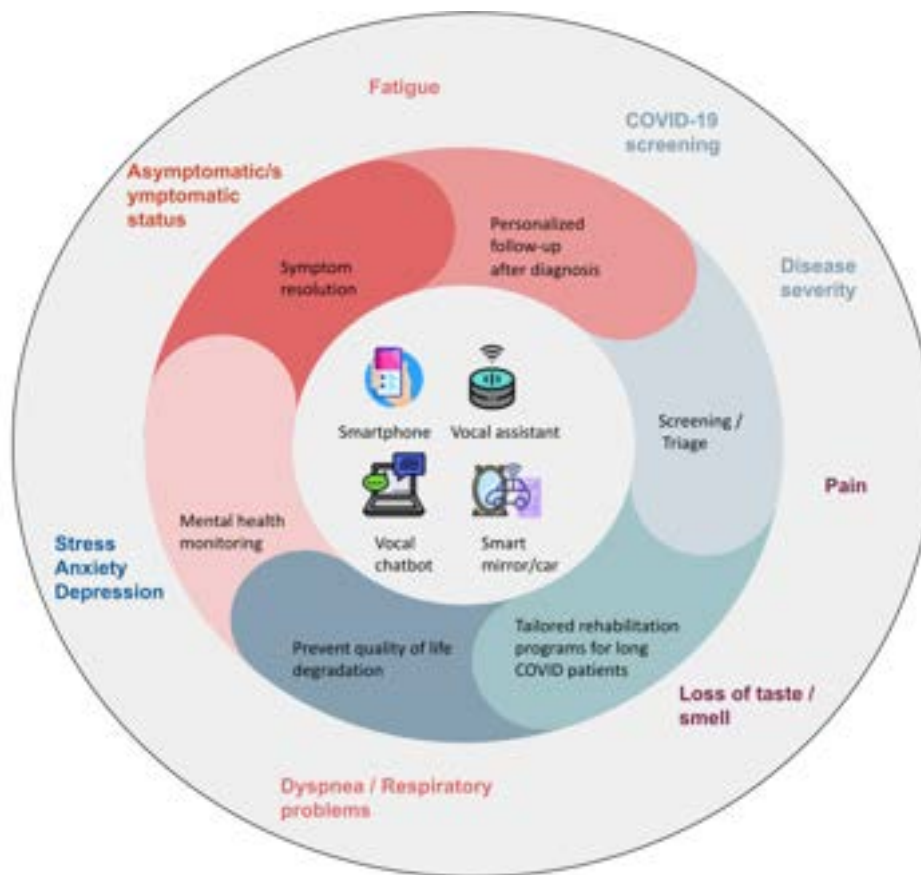 Fatigue
COVID-19
screening
Asymptomatic/s
ymptomatic
status
Personalized
follow-up
after diagnosis
Symptom
resolution
Disease
severity
Smartphone
Vocal assistant
Screening /
Triage
Pain
Mental health
monitoring
Vocal
chatbot
Smart
mirror/car
Stress
Anxiety
Depression
Prevent quality of life
degradation
Tailored rehabilitation
programs for long
COVID patients
Loss of taste /
smell
Dyspnea / Respiratory
problems